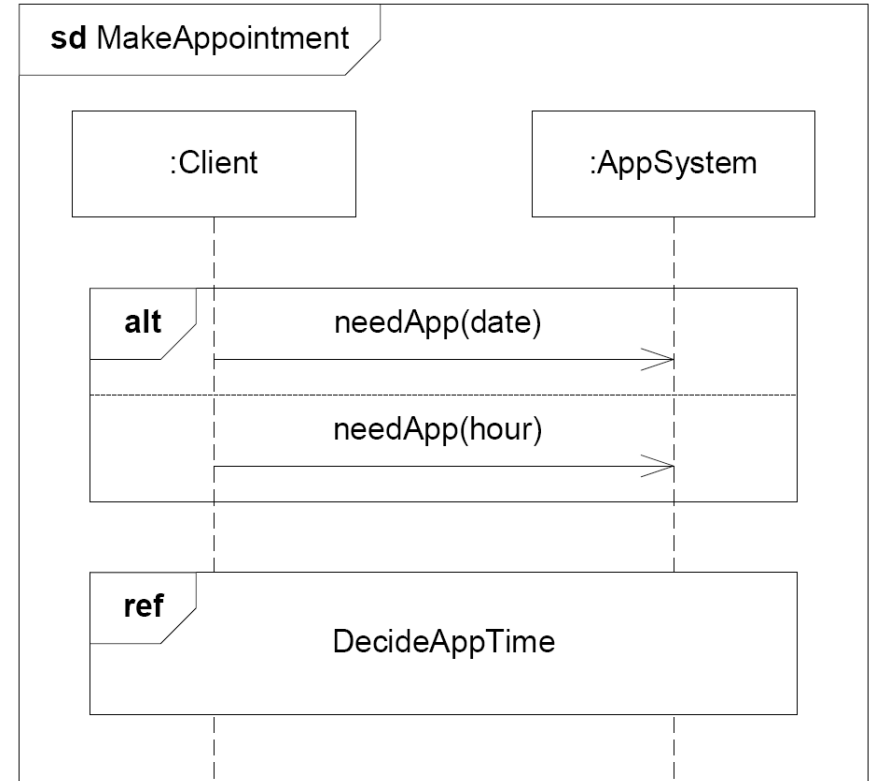 sd MakeAppointment
:Client
:AppSystem
alt
needApp(date)
needApp(hour)
ref
DecideAppTime